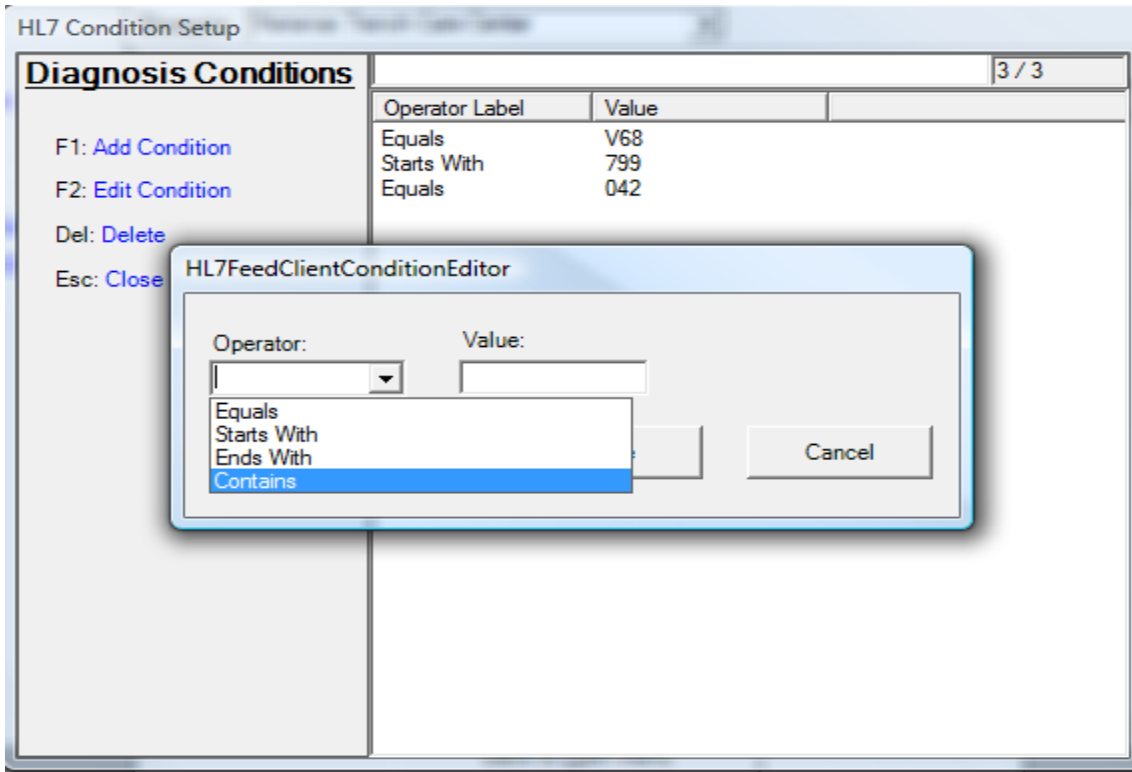 HL7 Condition Setup
Diagnosis Conditions
3 / 3
Operator Label Value
Equals V68
Starts With 799
Equals 042
F1: Add Condition
F2: Edit Condition
Del: Delete
Esc: Close
HL7FeedClientConditionEditor
Operator: Value:
Equals
Starts With
Ends With
Contains
Cancel